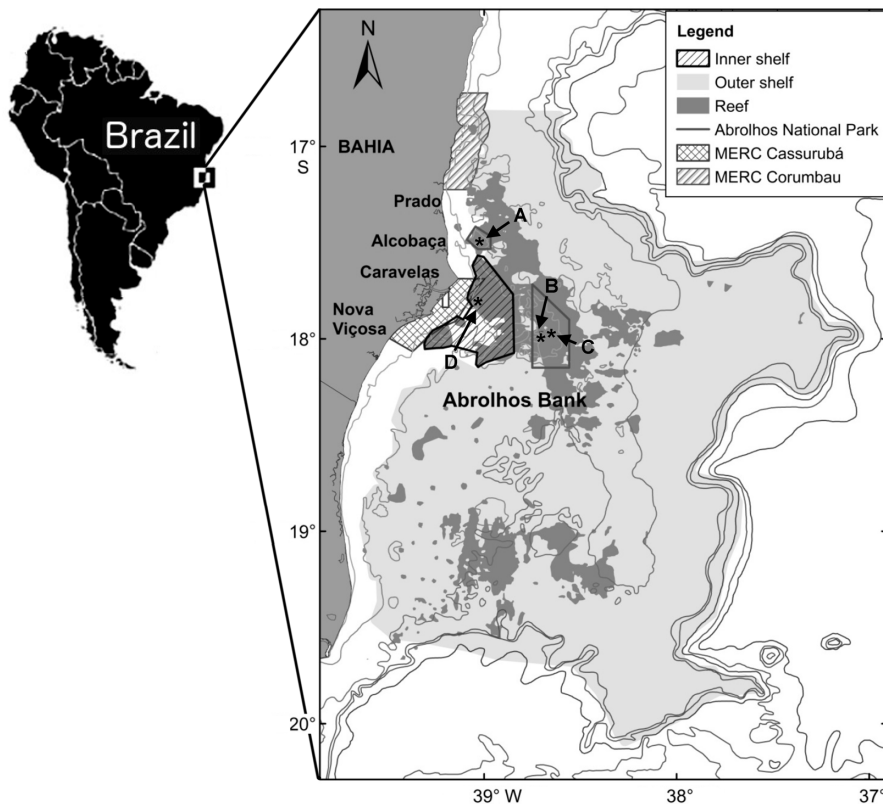 Brazil
N
Legend
Inner shelf
Outer shelf
Reef
Abrolhos National Park
MERC Cassurubá
MERC Corumbau
17°
S
BAHIA
Prado
A
Alcobaça
Caravelas
B
Nova
Viçosa
18°
D
C
Abrolhos Bank
19°
20°
39° W
38°
37°